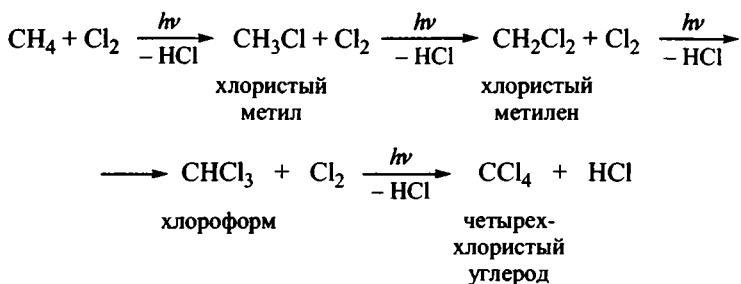 CH₄ + Cl₂ hν – HCl CH₃Cl + Cl₂ hν – HCl CH₂Cl₂ + Cl₂ hν – HCl
хлористый хлористый
метил метилен
CHCl₃ + Cl₂ hν – HCl CCl₄ + HCl
хлороформ четырех-
хлористый
углерод